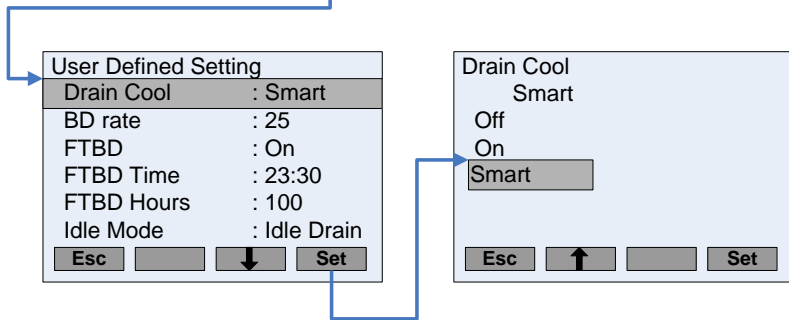 User Defined Setting
Drain Cool : Smart
BD rate : 25
FTBD : On
FTBD Time : 23:30
FTBD Hours : 100
Idle Mode : Idle Drain
Esc Set
Drain Cool
Smart
Off
On
Smart
Esc Set